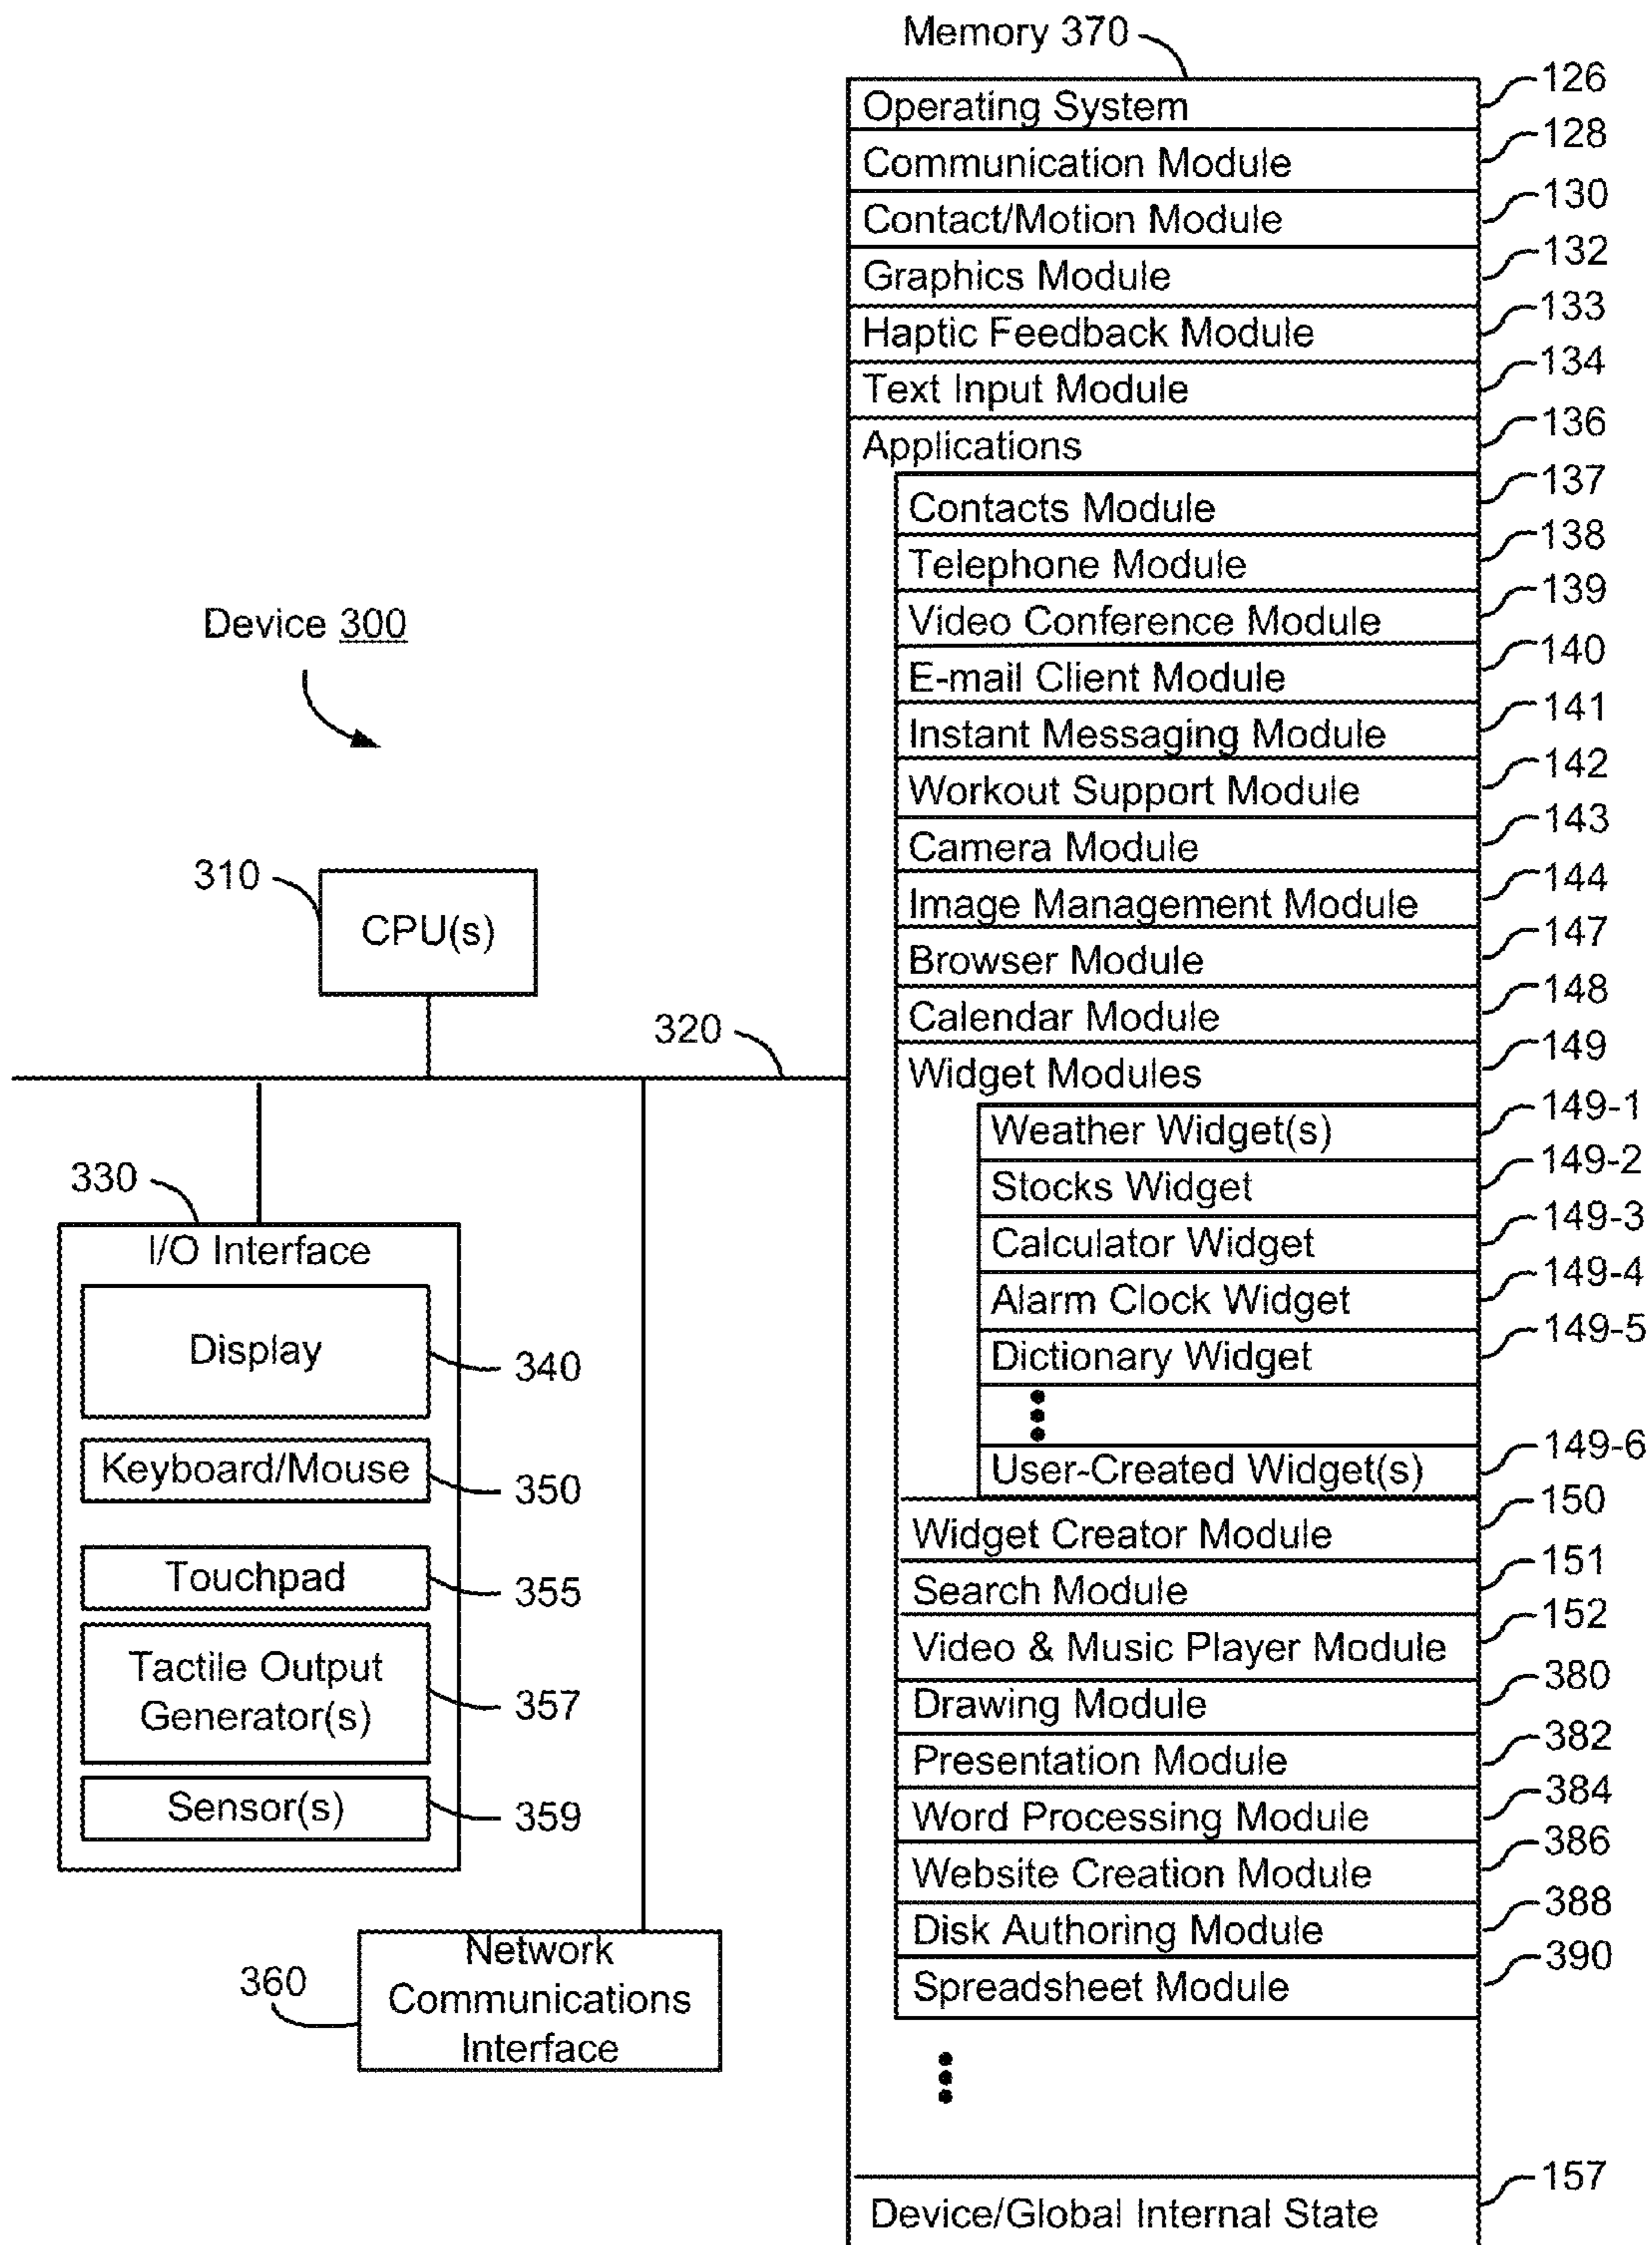 Memory 370
Operating System 126
Communication Module 128
Contact/Motion Module 130
Graphics Module 132
Haptic Feedback Module 133
Text Input Module 134
Applications 136
Contacts Module 137
Telephone Module 138
Video Conference Module 139
E-mail Client Module 140
Instant Messaging Module 141
Workout Support Module 142
Camera Module 143
Image Management Module 144
Browser Module 147
Calendar Module 148
Widget Modules 149
Weather Widget(s) 149-1
Stocks Widget 149-2
Calculator Widget 149-3
Alarm Clock Widget 149-4
Dictionary Widget 149-5
User-Created Widget(s) 149-6
Widget Creator Module 150
Search Module 151
Video & Music Player Module 152
Drawing Module 380
Presentation Module 382
Word Processing Module 384
Website Creation Module 386
Disk Authoring Module 388
Spreadsheet Module 390
Device/Global Internal State 157
Device 300
310
CPU(s)
320
330
I/O Interface
Display 340
Keyboard/Mouse 350
Touchpad 355
Tactile Output
Generator(s) 357
Sensor(s) 359
360
Network
Communications
Interface